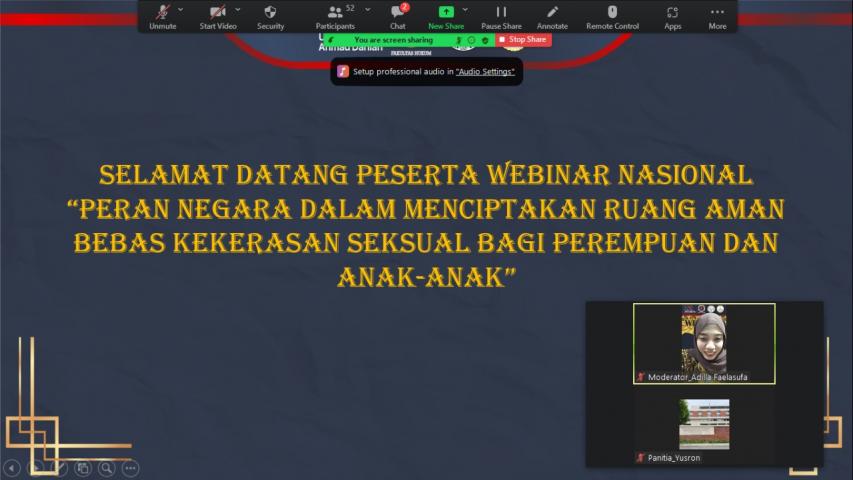 52
2
Unmute
Start Video
Security
Participants
Chat
New Share
Pause Share
Annotate
Remote Control
Apps
More
You are screen sharing
Stop Share
Ahmad Dahlan
FAKULTAS HUKUM
Setup professional audio in "Audio Settings"
SELAMAT DATANG PESERTA WEBINAR NASIONAL
“PERAN NEGARA DALAM MENCIPTAKAN RUANG AMAN
BEBAS KEKERASAN SEKSUAL BAGI PEREMPUAN DAN
ANAK-ANAK”
Moderator_Adilla Faelasufa
Panitia_Yusron